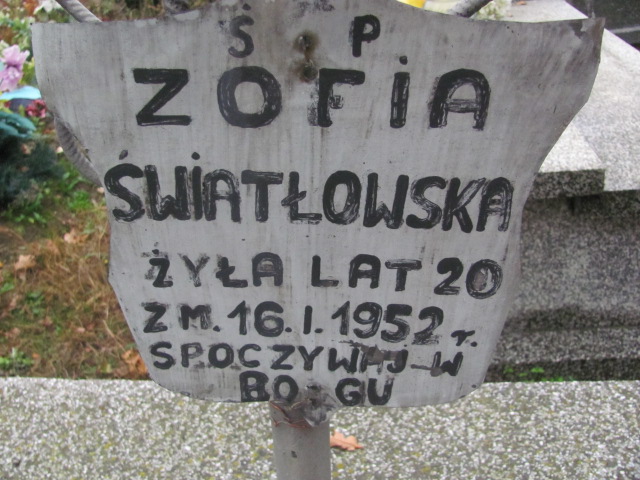 Ś P
ZOFiA
ŚWiATŁOWSKA
ŻYŁA LAT 20
ZM. 16.I.1952 r.
SPOCZYWAJ W
BOGU